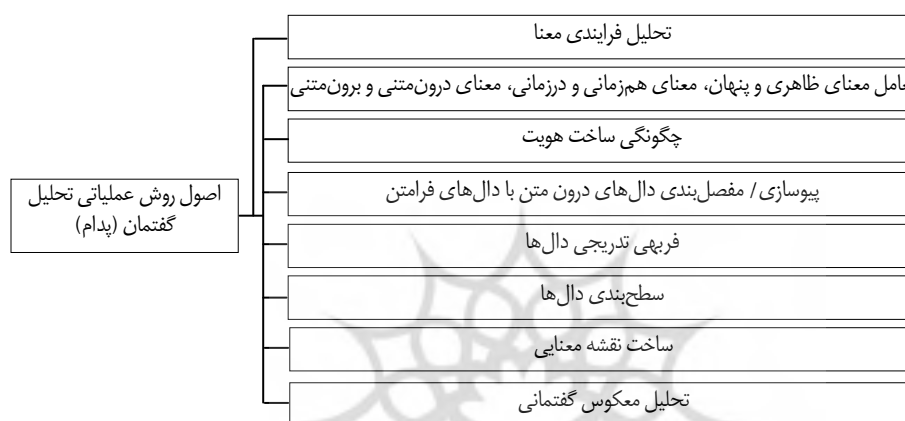 تحلیل فرایندی معنا
معنای ظاهری و پنهان، معنای هم‌زمانی و درزمانی، معنای درون‌متنی و برون‌متنی
چگونگی ساخت هویت
پیوسازی/ مفصل‌بندی دال‌های درون متن با دال‌های فرامتن
اصول روش عملیاتی تحلیل
گفتمان (پدام)
فربهی تدریجی دال‌ها
سطح‌بندی دال‌ها
ساخت نقشه معنایی
تحلیل معکوس گفتمانی